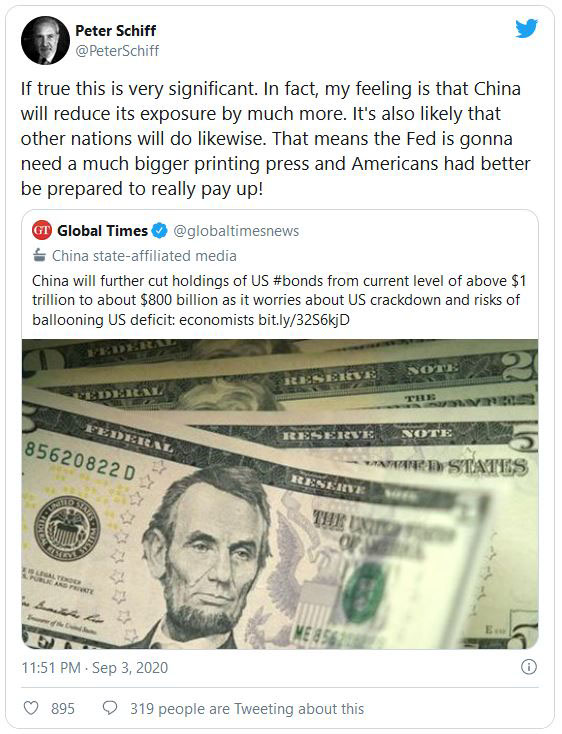 Peter Schiff
@PeterSchiff
If true this is very significant. In fact, my feeling is that China
will reduce its exposure by much more. It's also likely that
other nations will do likewise. That means the Fed is gonna
need a much bigger printing press and Americans had better
be prepared to really pay up!
GT Global Times @globaltimesnews
China state-affiliated media
China will further cut holdings of US #bonds from current level of above $1
trillion to about $800 billion as it worries about US crackdown and risks of
ballooning US deficit: economists bit.ly/32S6kjD
FEDERAL RESERVE NOTE 2
FEDERAL
THE
FEDERAL RESERVE NOTE 5
UNITED STATES
85620822 D
RESERVE NOTE
THE UNITED STATES
OF AMERICA
11:51 PM · Sep 3, 2020
895 319 people are Tweeting about this